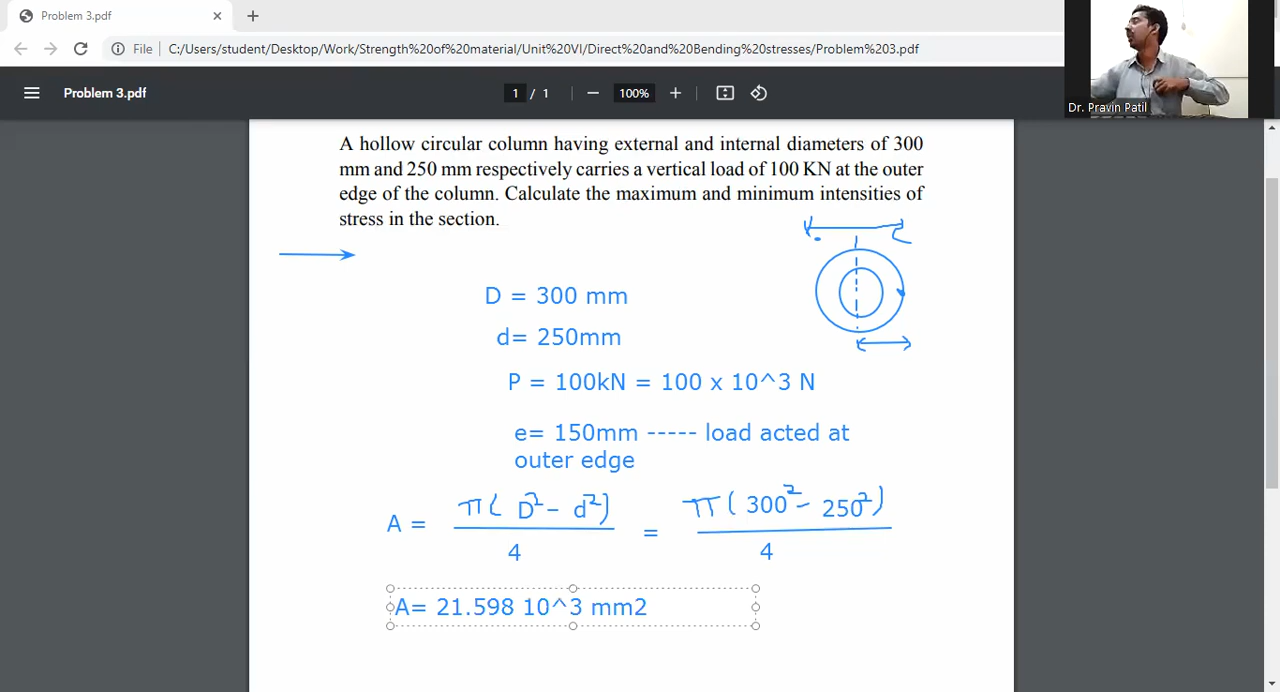 Problem 3.pdf
File
C:/Users/student/Desktop/Work/Strength%20of%20material/Unit%20VI/Direct%20and%20Bending%20stresses/Problem%203.pdf
Problem 3.pdf
1 / 1
100%
Dr. Pravin Patil
A hollow circular column having external and internal diameters of 300
mm and 250 mm respectively carries a vertical load of 100 KN at the outer
edge of the column. Calculate the maximum and minimum intensities of
stress in the section.
D = 300 mm
d= 250mm
P = 100kN = 100 x 10^3 N
e= 150mm ----- load acted at
outer edge
A = π( D² - d²) / 4 = π( 300² - 250²) / 4
A= 21.598 10^3 mm2